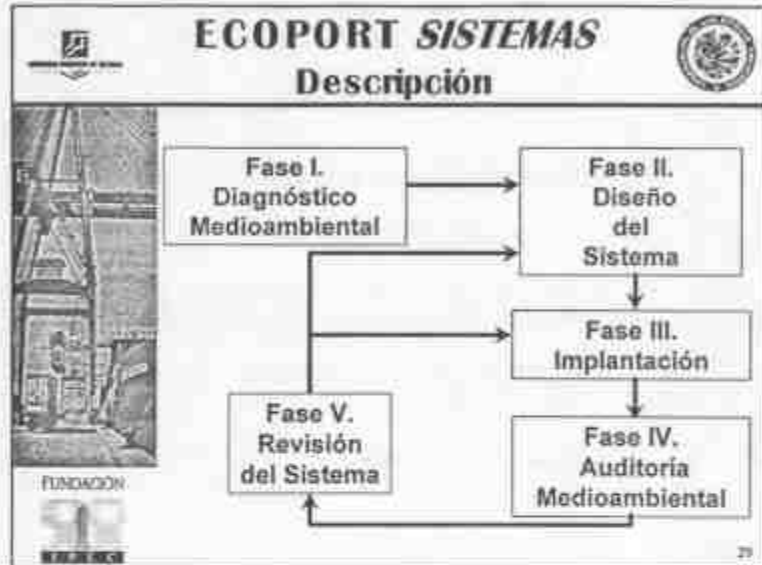 ECOPORT SISTEMAS
Descripción
Fase I.
Diagnóstico
Medioambiental
Fase II.
Diseño
del
Sistema
Fase III.
Implantación
Fase V.
Revisión
del Sistema
Fase IV.
Auditoría
Medioambiental
FUNDACIÓN
29